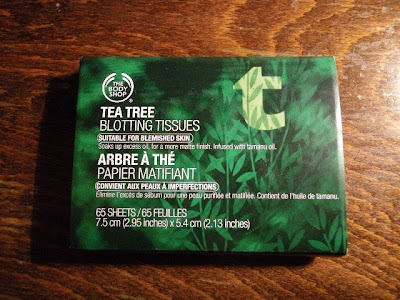 THE
BODY
SHOP
®
t
TEA TREE
BLOTTING TISSUES
SUITABLE FOR BLEMISHED SKIN
Soaks up excess oil, for a more matte finish. Infused with tamanu oil.
ARBRE À THÉ
PAPIER MATIFIANT
CONVIENT AUX PEAUX À IMPERFECTIONS
Élimine l'excès de sébum pour une peau purifiée et matifiée. Contient de l'huile de tamanu.
65 SHEETS / 65 FEUILLES
7.5 cm (2.95 inches) x 5.4 cm (2.13 inches)